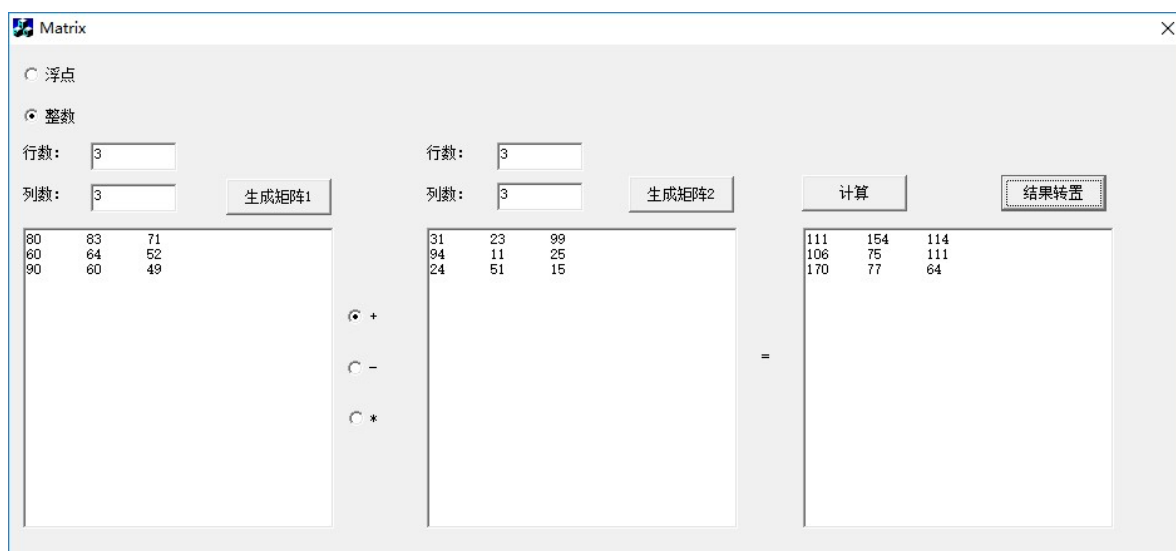 Matrix
浮点
整数
行数: 3 行数: 3
列数: 3 生成矩阵1 列数: 3 生成矩阵2 计算 结果转置
80 83 71 31 23 99 111 154 114
60 64 52 94 11 25 106 75 111
90 60 49 24 51 15 170 77 64
+
- =
*